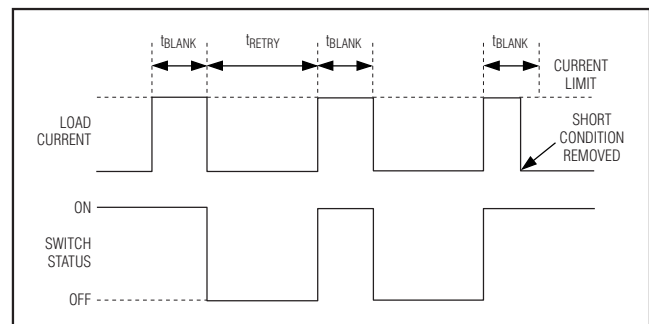 tBLANK
tRETRY
tBLANK
tBLANK
CURRENT
LIMIT
LOAD
CURRENT
SHORT
CONDITION
REMOVED
ON
SWITCH
STATUS
OFF